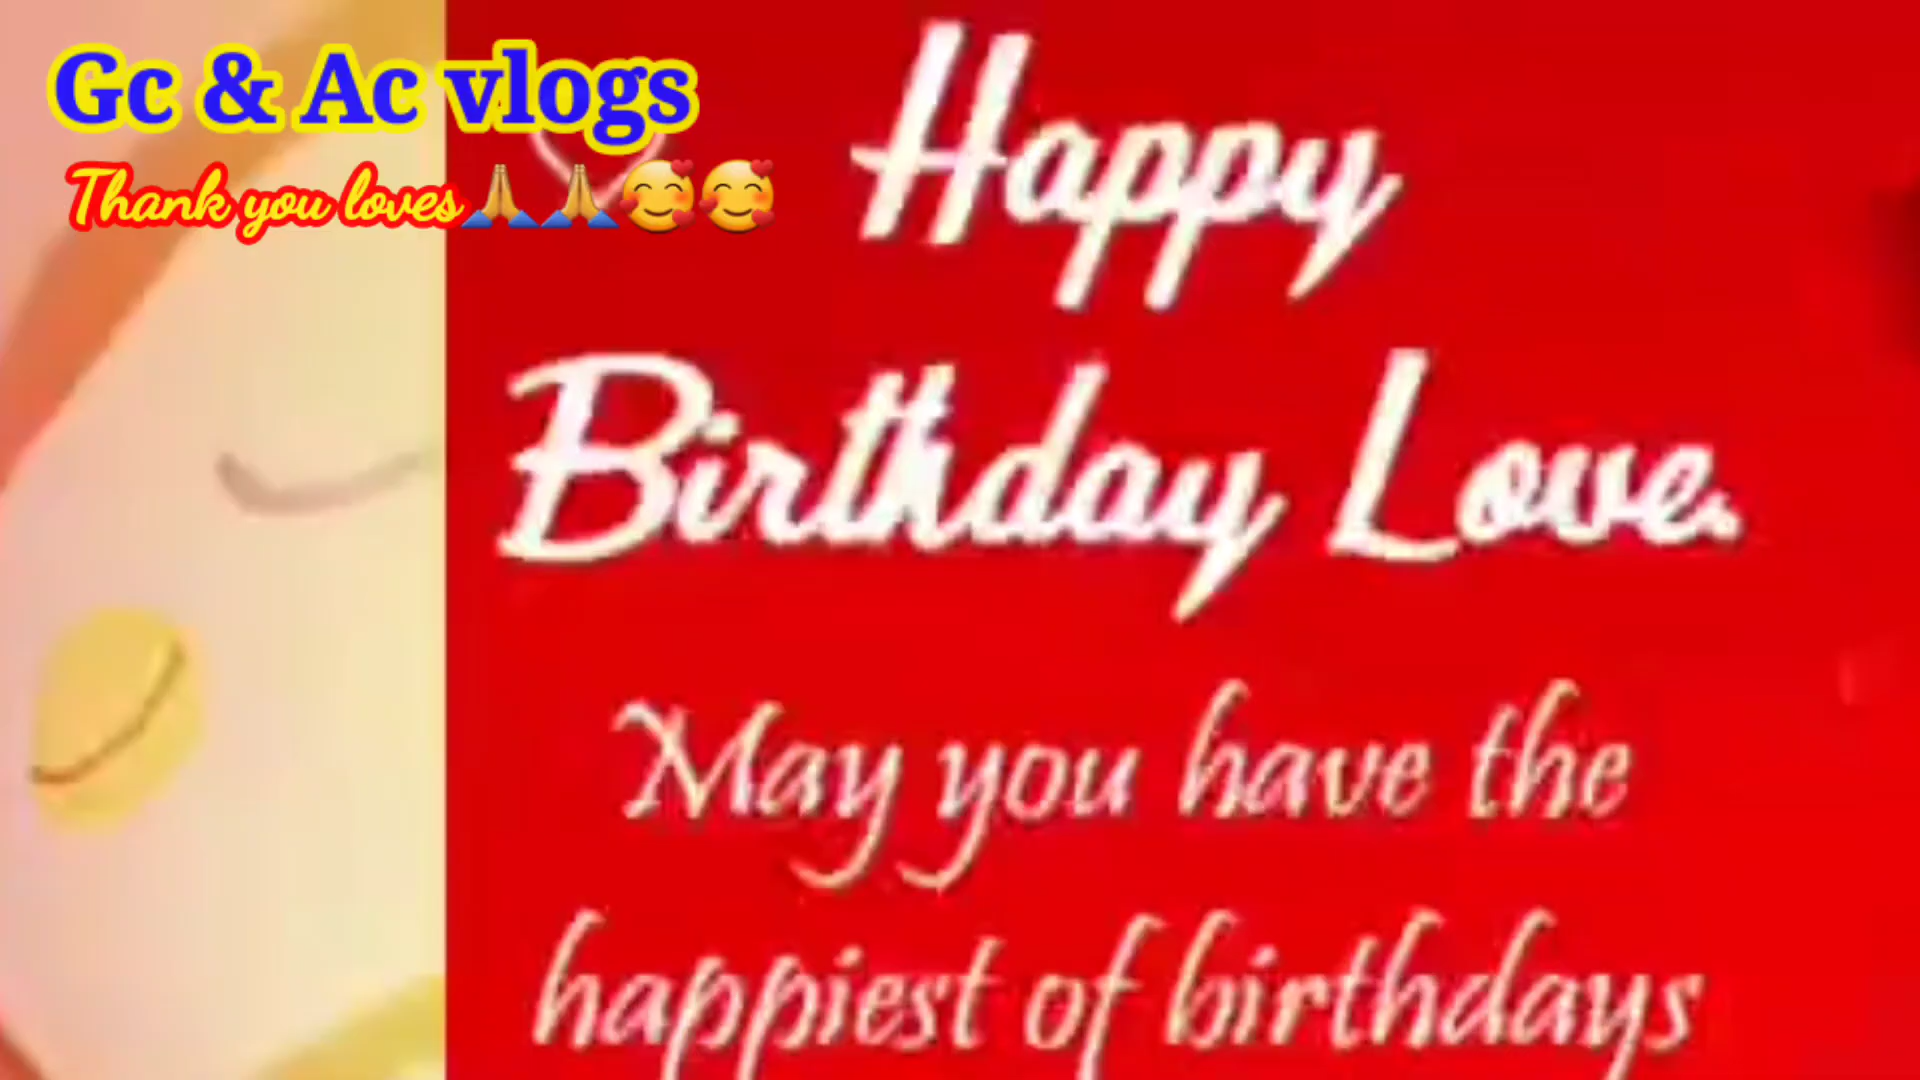 Gc & Ac vlogs
Thank you loves🙏🙏🥰🥰
Happy
Birthday Love.
May you have the
happiest of birthdays